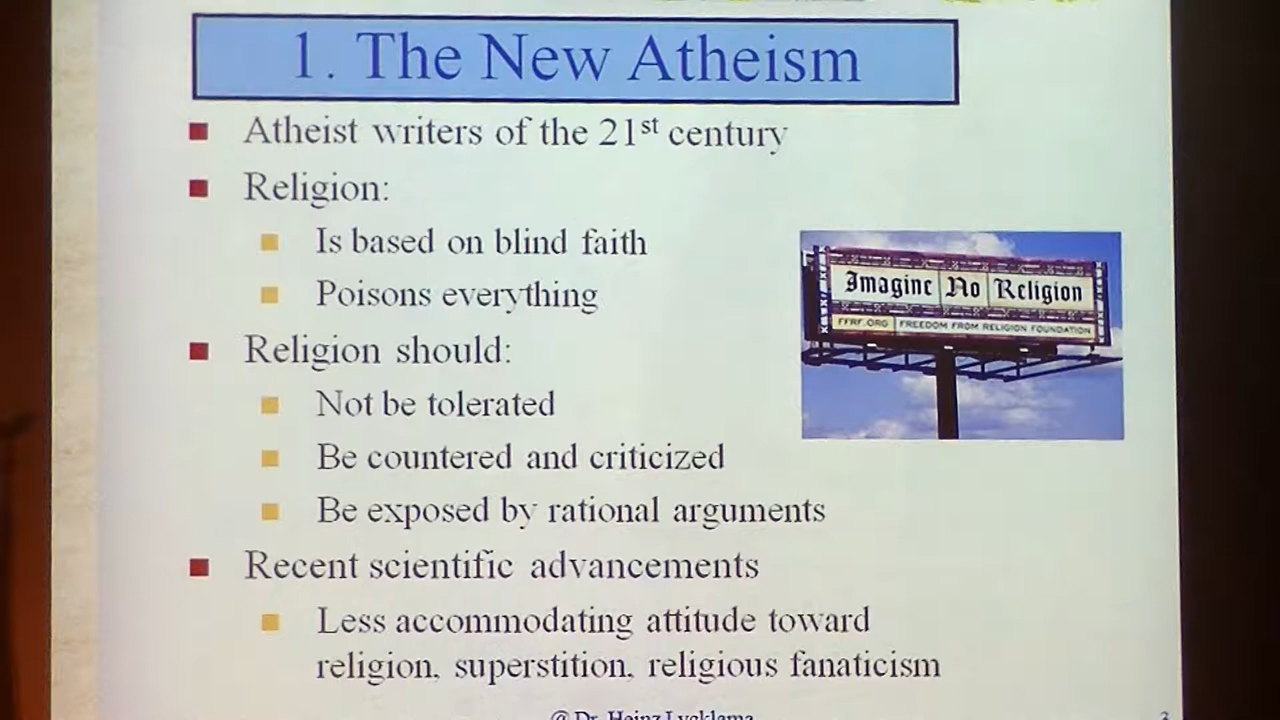 1. The New Atheism
Atheist writers of the 21st century
Religion:
Is based on blind faith
Poisons everything
Imagine No Religion
FFRF.ORG FREEDOM FROM RELIGION FOUNDATION
Religion should:
Not be tolerated
Be countered and criticized
Be exposed by rational arguments
Recent scientific advancements
Less accommodating attitude toward
religion, superstition, religious fanaticism
@ Dr. Heinz Lycklama